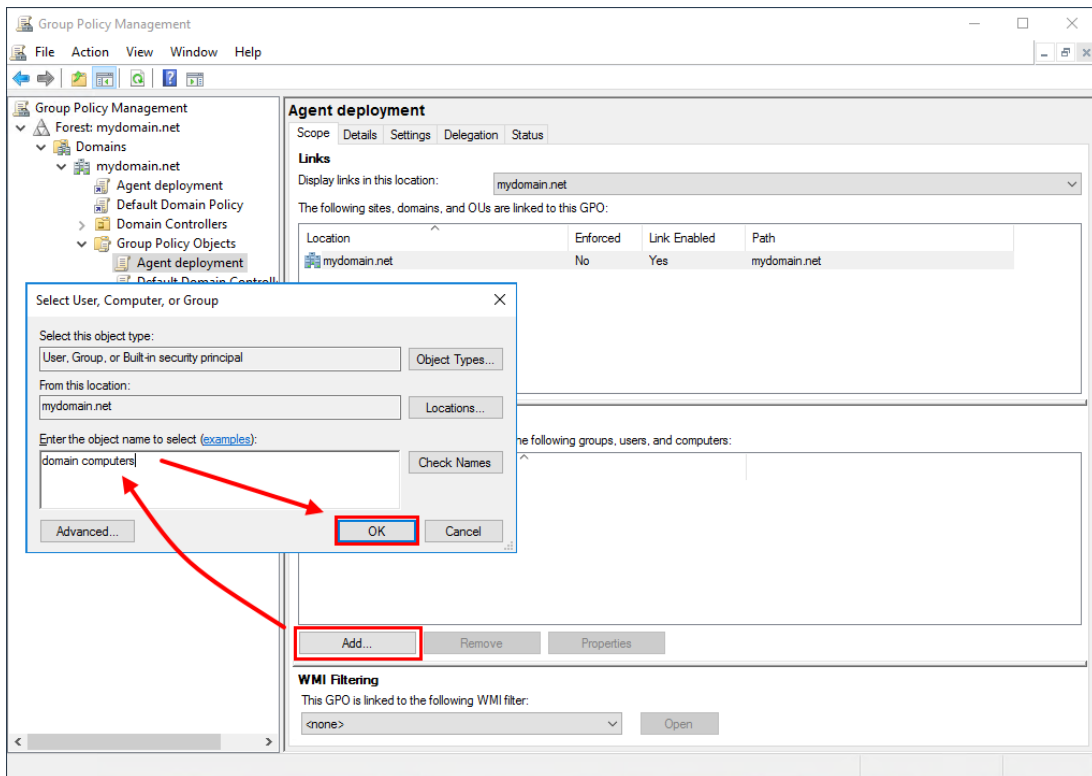 Group Policy Management
File Action View Window Help
Group Policy Management
Forest: mydomain.net
Domains
mydomain.net
Agent deployment
Default Domain Policy
Domain Controllers
Group Policy Objects
Agent deployment
Default Domain Controll
Agent deployment
Scope Details Settings Delegation Status
Links
Display links in this location: mydomain.net
The following sites, domains, and OUs are linked to this GPO:
Location Enforced Link Enabled Path
mydomain.net No Yes mydomain.net
Select User, Computer, or Group
Select this object type:
User, Group, or Built-in security principal Object Types...
From this location:
mydomain.net Locations...
Enter the object name to select (examples):
domain computers Check Names
Advanced... OK Cancel
he following groups, users, and computers:
Add... Remove Properties
WMI Filtering
This GPO is linked to the following WMI filter:
<none> Open